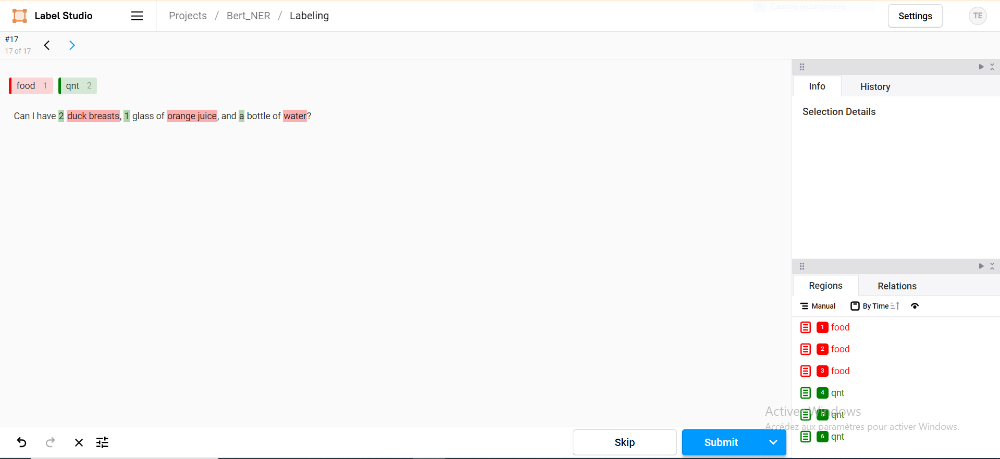 Capture rectangulaire
Label Studio
Projects / Bert_NER / Labeling
Settings
TE
#17
17 of 17
food 1 qnt 2
Can I have 2 duck breasts, 1 glass of orange juice, and a bottle of water?
Info History
Selection Details
Regions Relations
Manual By Time
1 food
2 food
3 food
4 qnt
5 qnt
6 qnt
Activer Windows
Accédez aux paramètres pour activer Windows.
Skip
Submit